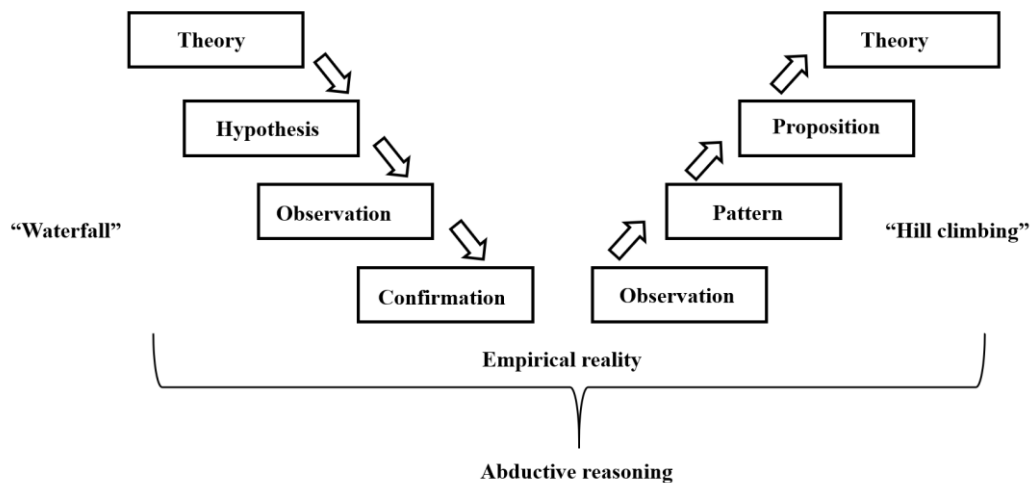 Theory
Hypothesis
Observation
Confirmation
“Waterfall”
Theory
Proposition
Pattern
Observation
“Hill climbing”
Empirical reality
Abductive reasoning